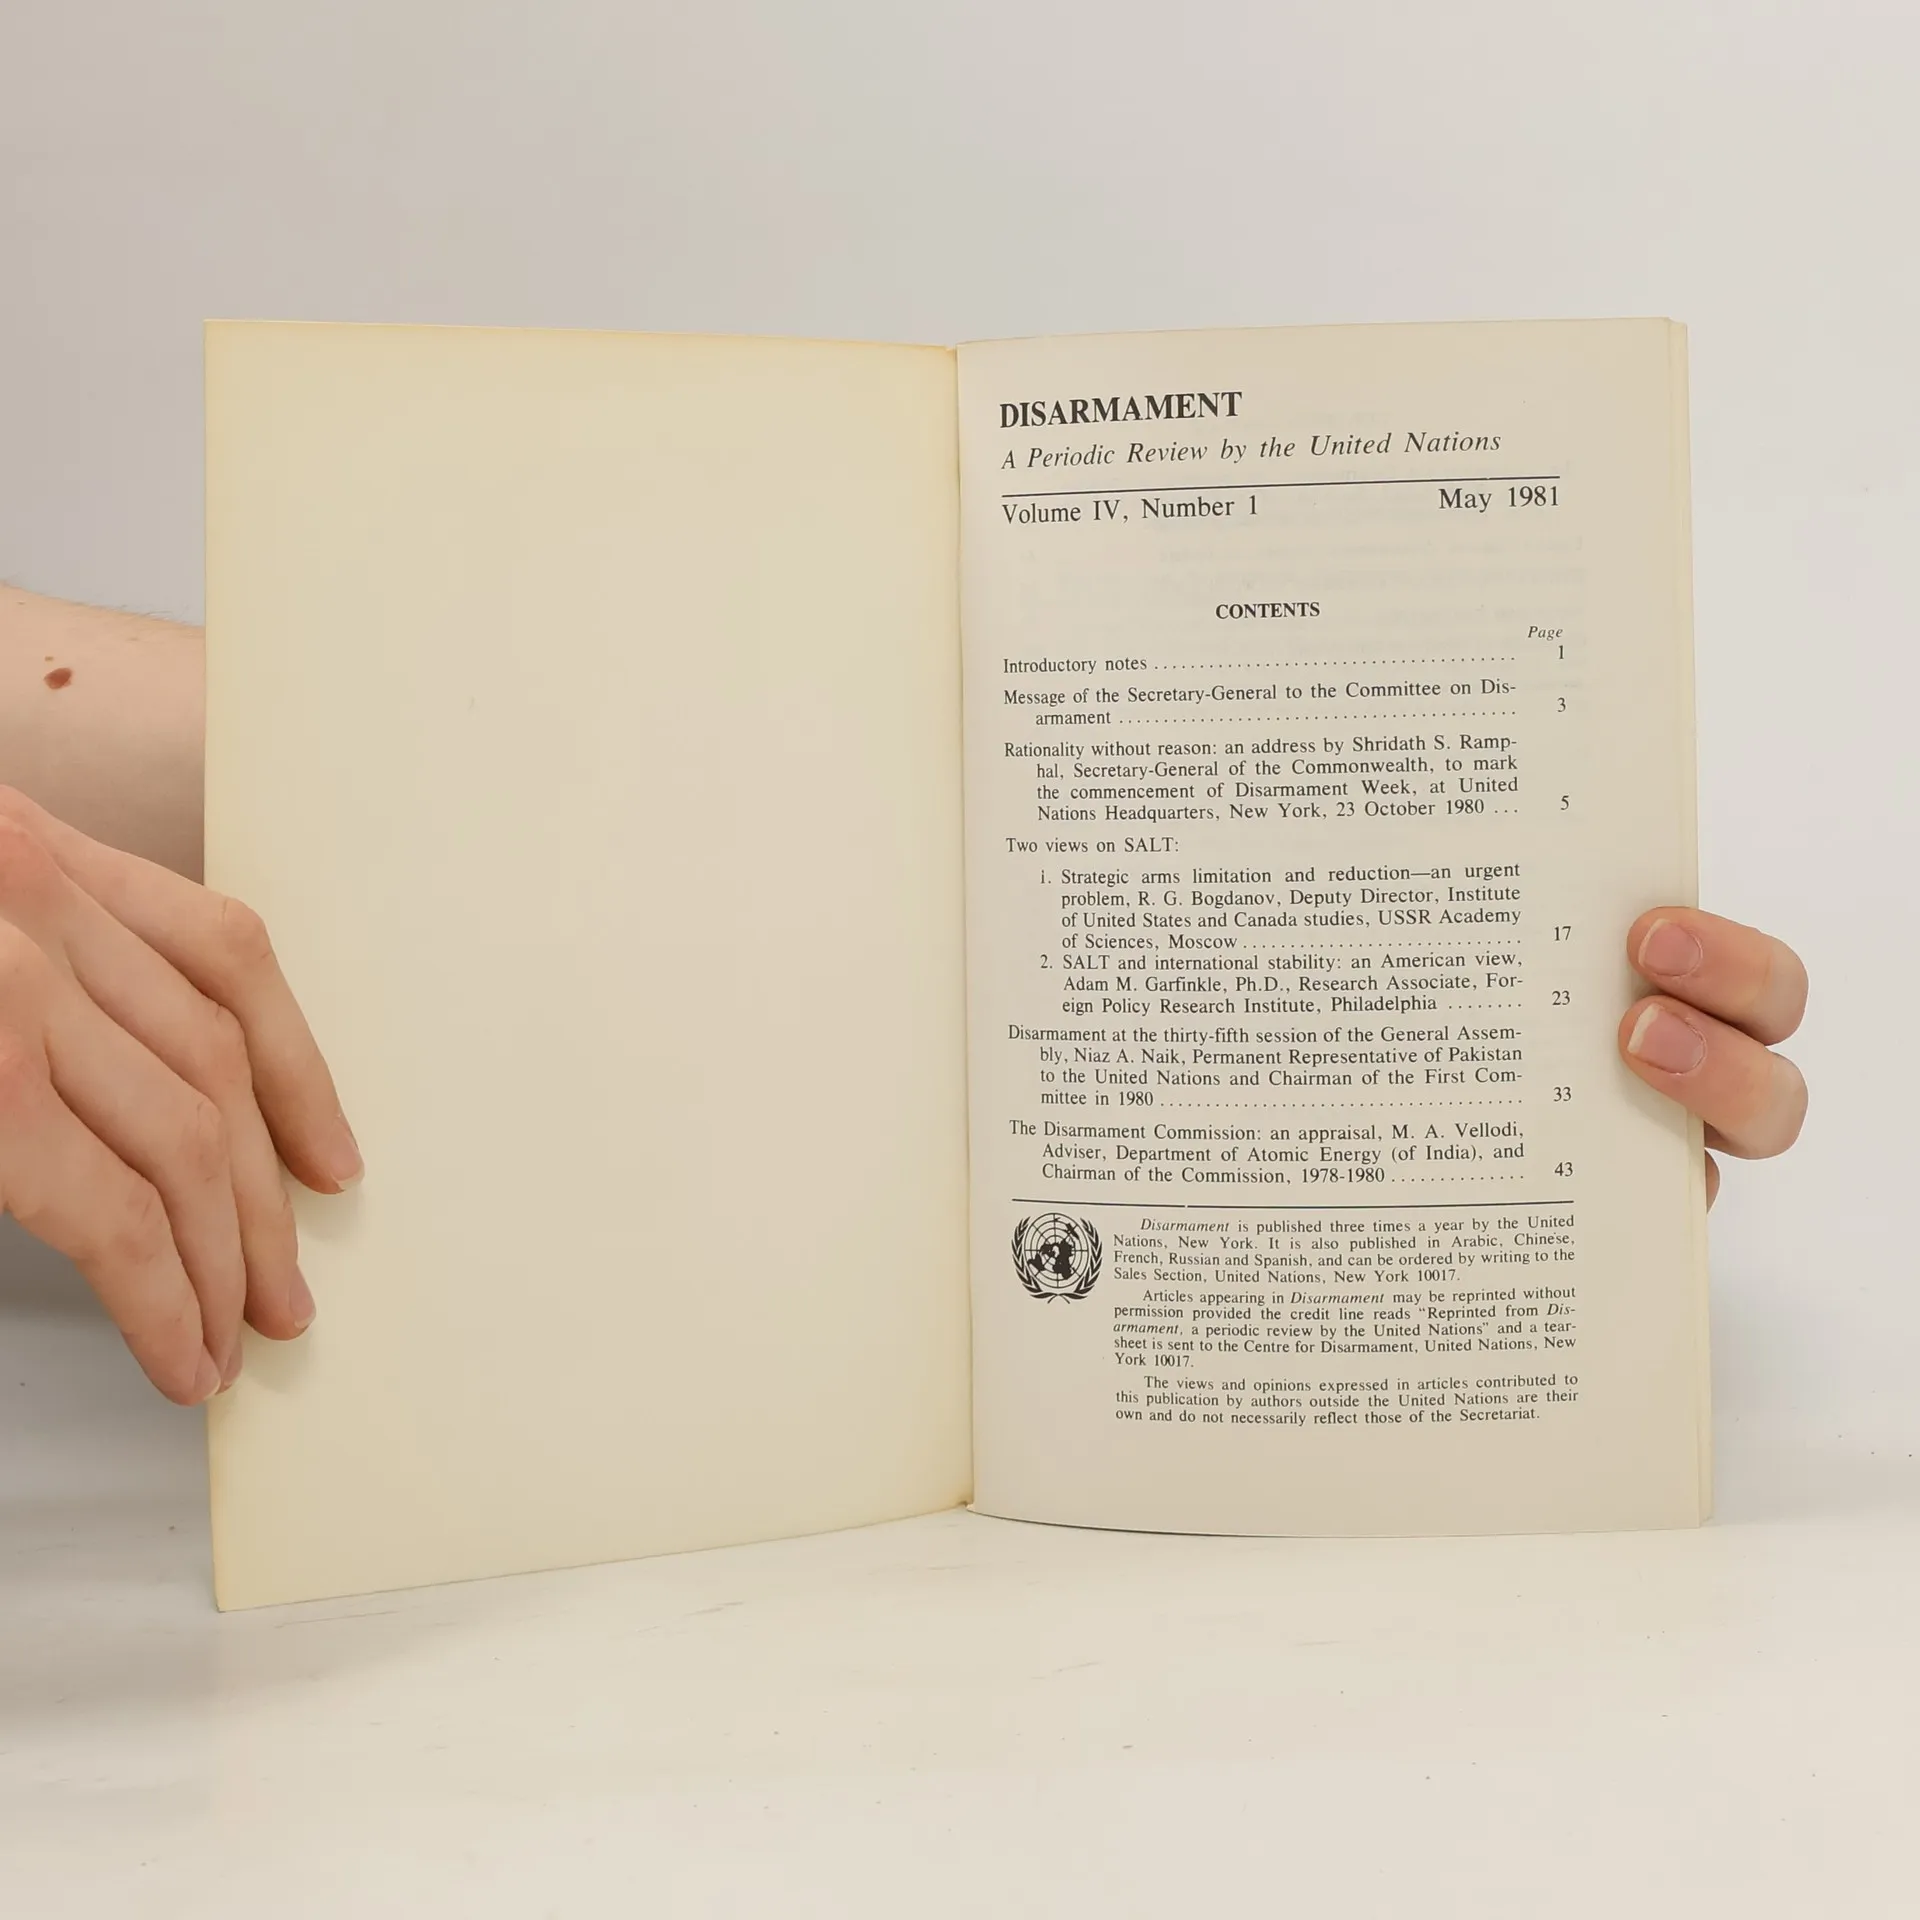 DISARMAMENT
A Periodic Review by the United Nations
Volume IV, Number 1 May 1981
CONTENTS
Page
Introductory notes ........................................ 1
Message of the Secretary-General to the Committee on Dis-
armament ............................................ 3
Rationality without reason: an address by Shridath S. Ramp-
hal, Secretary-General of the Commonwealth, to mark
the commencement of Disarmament Week, at United
Nations Headquarters, New York, 23 October 1980 ... 5
Two views on SALT:
1. Strategic arms limitation and reduction—an urgent
problem, R. G. Bogdanov, Deputy Director, Institute
of United States and Canada studies, USSR Academy
of Sciences, Moscow ............................. 17
2. SALT and international stability: an American view,
Adam M. Garfinkle, Ph.D., Research Associate, For-
eign Policy Research Institute, Philadelphia ........ 23
Disarmament at the thirty-fifth session of the General Assem-
bly, Niaz A. Naik, Permanent Representative of Pakistan
to the United Nations and Chairman of the First Com-
mittee in 1980 ........................................ 33
The Disarmament Commission: an appraisal, M. A. Vellodi,
Adviser, Department of Atomic Energy (of India), and
Chairman of the Commission, 1978-1980 .............. 43
Disarmament is published three times a year by the United
Nations, New York. It is also published in Arabic, Chinese,
French, Russian and Spanish, and can be ordered by writing to the
Sales Section, United Nations, New York 10017.
Articles appearing in Disarmament may be reprinted without
permission provided the credit line reads "Reprinted from Dis-
armament, a periodic review by the United Nations" and a tear-
sheet is sent to the Centre for Disarmament, United Nations, New
York 10017.
The views and opinions expressed in articles contributed to
this publication by authors outside the United Nations are their
own and do not necessarily reflect those of the Secretariat.